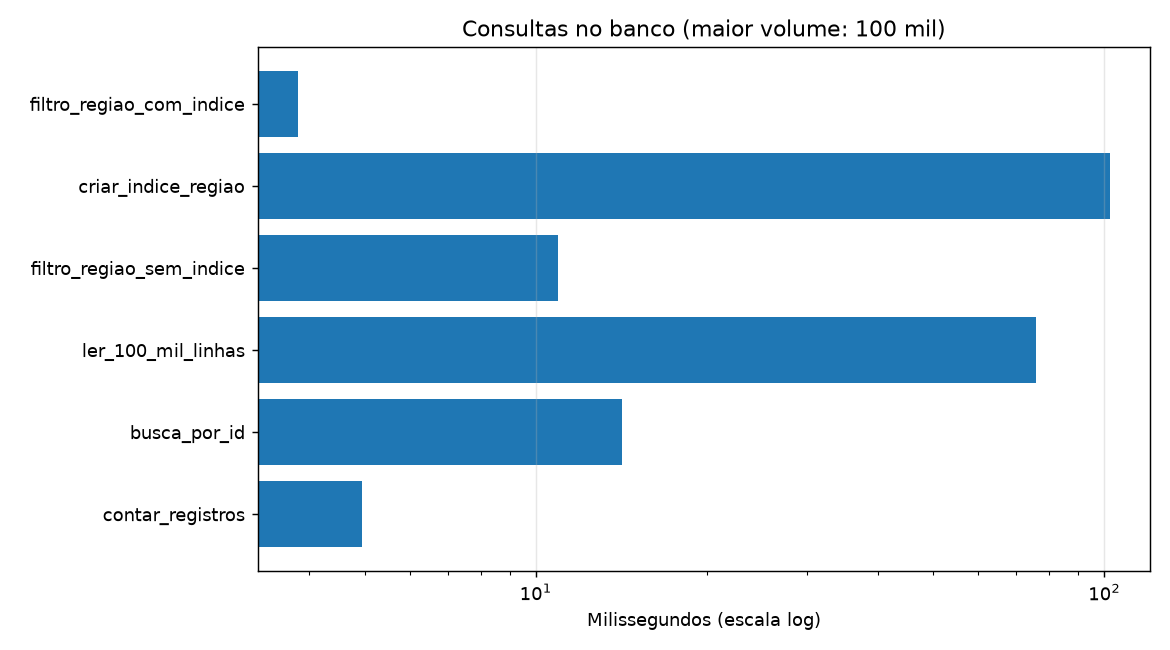 Consultas no banco (maior volume: 100 mil)
filtro_regiao_com_indice
criar_indice_regiao
filtro_regiao_sem_indice
ler_100_mil_linhas
busca_por_id
contar_registros
10¹ 10²
Milissegundos (escala log)